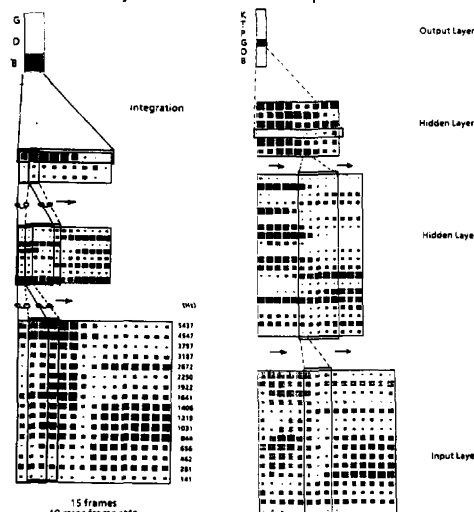 G
D
B
Integration
5437
4547
3797
3187
2672
2250
1922
1641
1406
1219
1031
844
656
462
281
141
15 frames
K
T
P
G
D
B
Output Layer
Hidden Layer
Hidden Laye
Input Laye